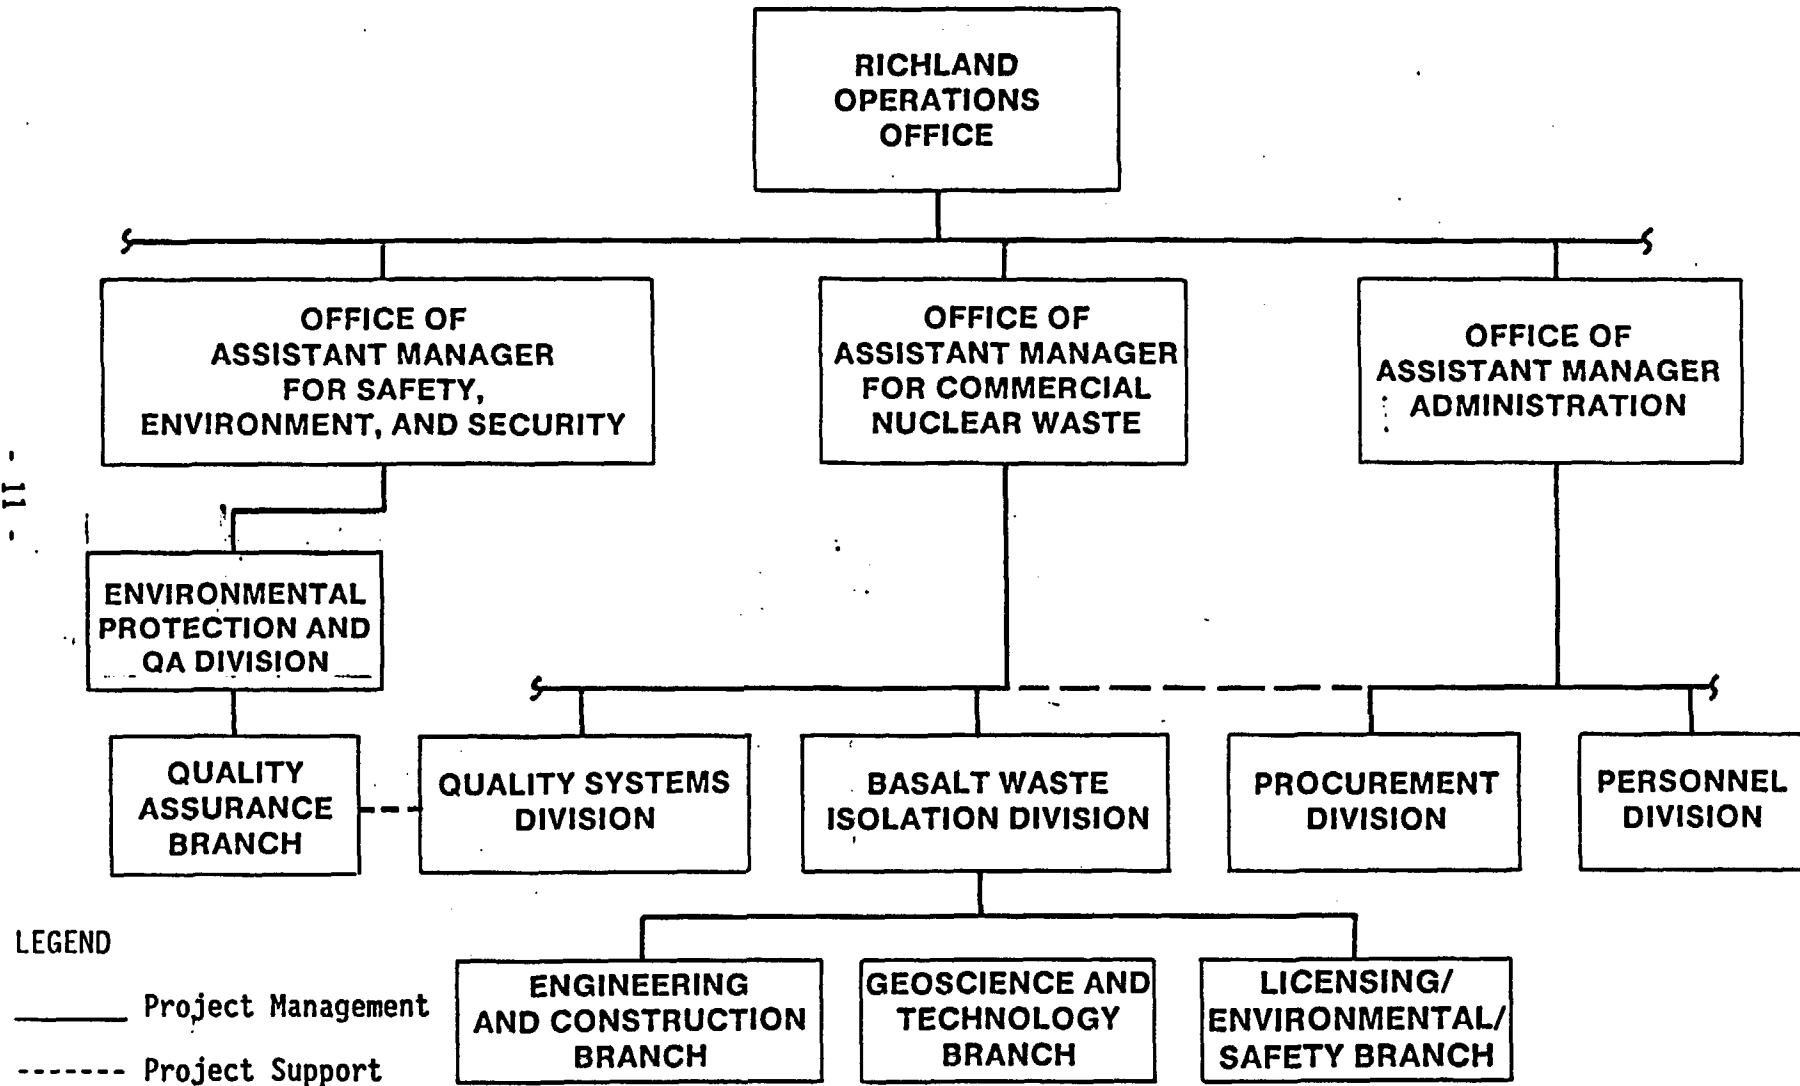 RICHLAND
OPERATIONS
OFFICE
OFFICE OF
ASSISTANT MANAGER
FOR SAFETY,
ENVIRONMENT, AND SECURITY
OFFICE OF
ASSISTANT MANAGER
FOR COMMERCIAL
NUCLEAR WASTE
OFFICE OF
ASSISTANT MANAGER
ADMINISTRATION
- 11 -
ENVIRONMENTAL
PROTECTION AND
QA DIVISION
QUALITY
ASSURANCE
BRANCH
QUALITY SYSTEMS
DIVISION
BASALT WASTE
ISOLATION DIVISION
PROCUREMENT
DIVISION
PERSONNEL
DIVISION
ENGINEERING
AND CONSTRUCTION
BRANCH
GEOSCIENCE AND
TECHNOLOGY
BRANCH
LICENSING/
ENVIRONMENTAL/
SAFETY BRANCH
LEGEND
Project Management
Project Support